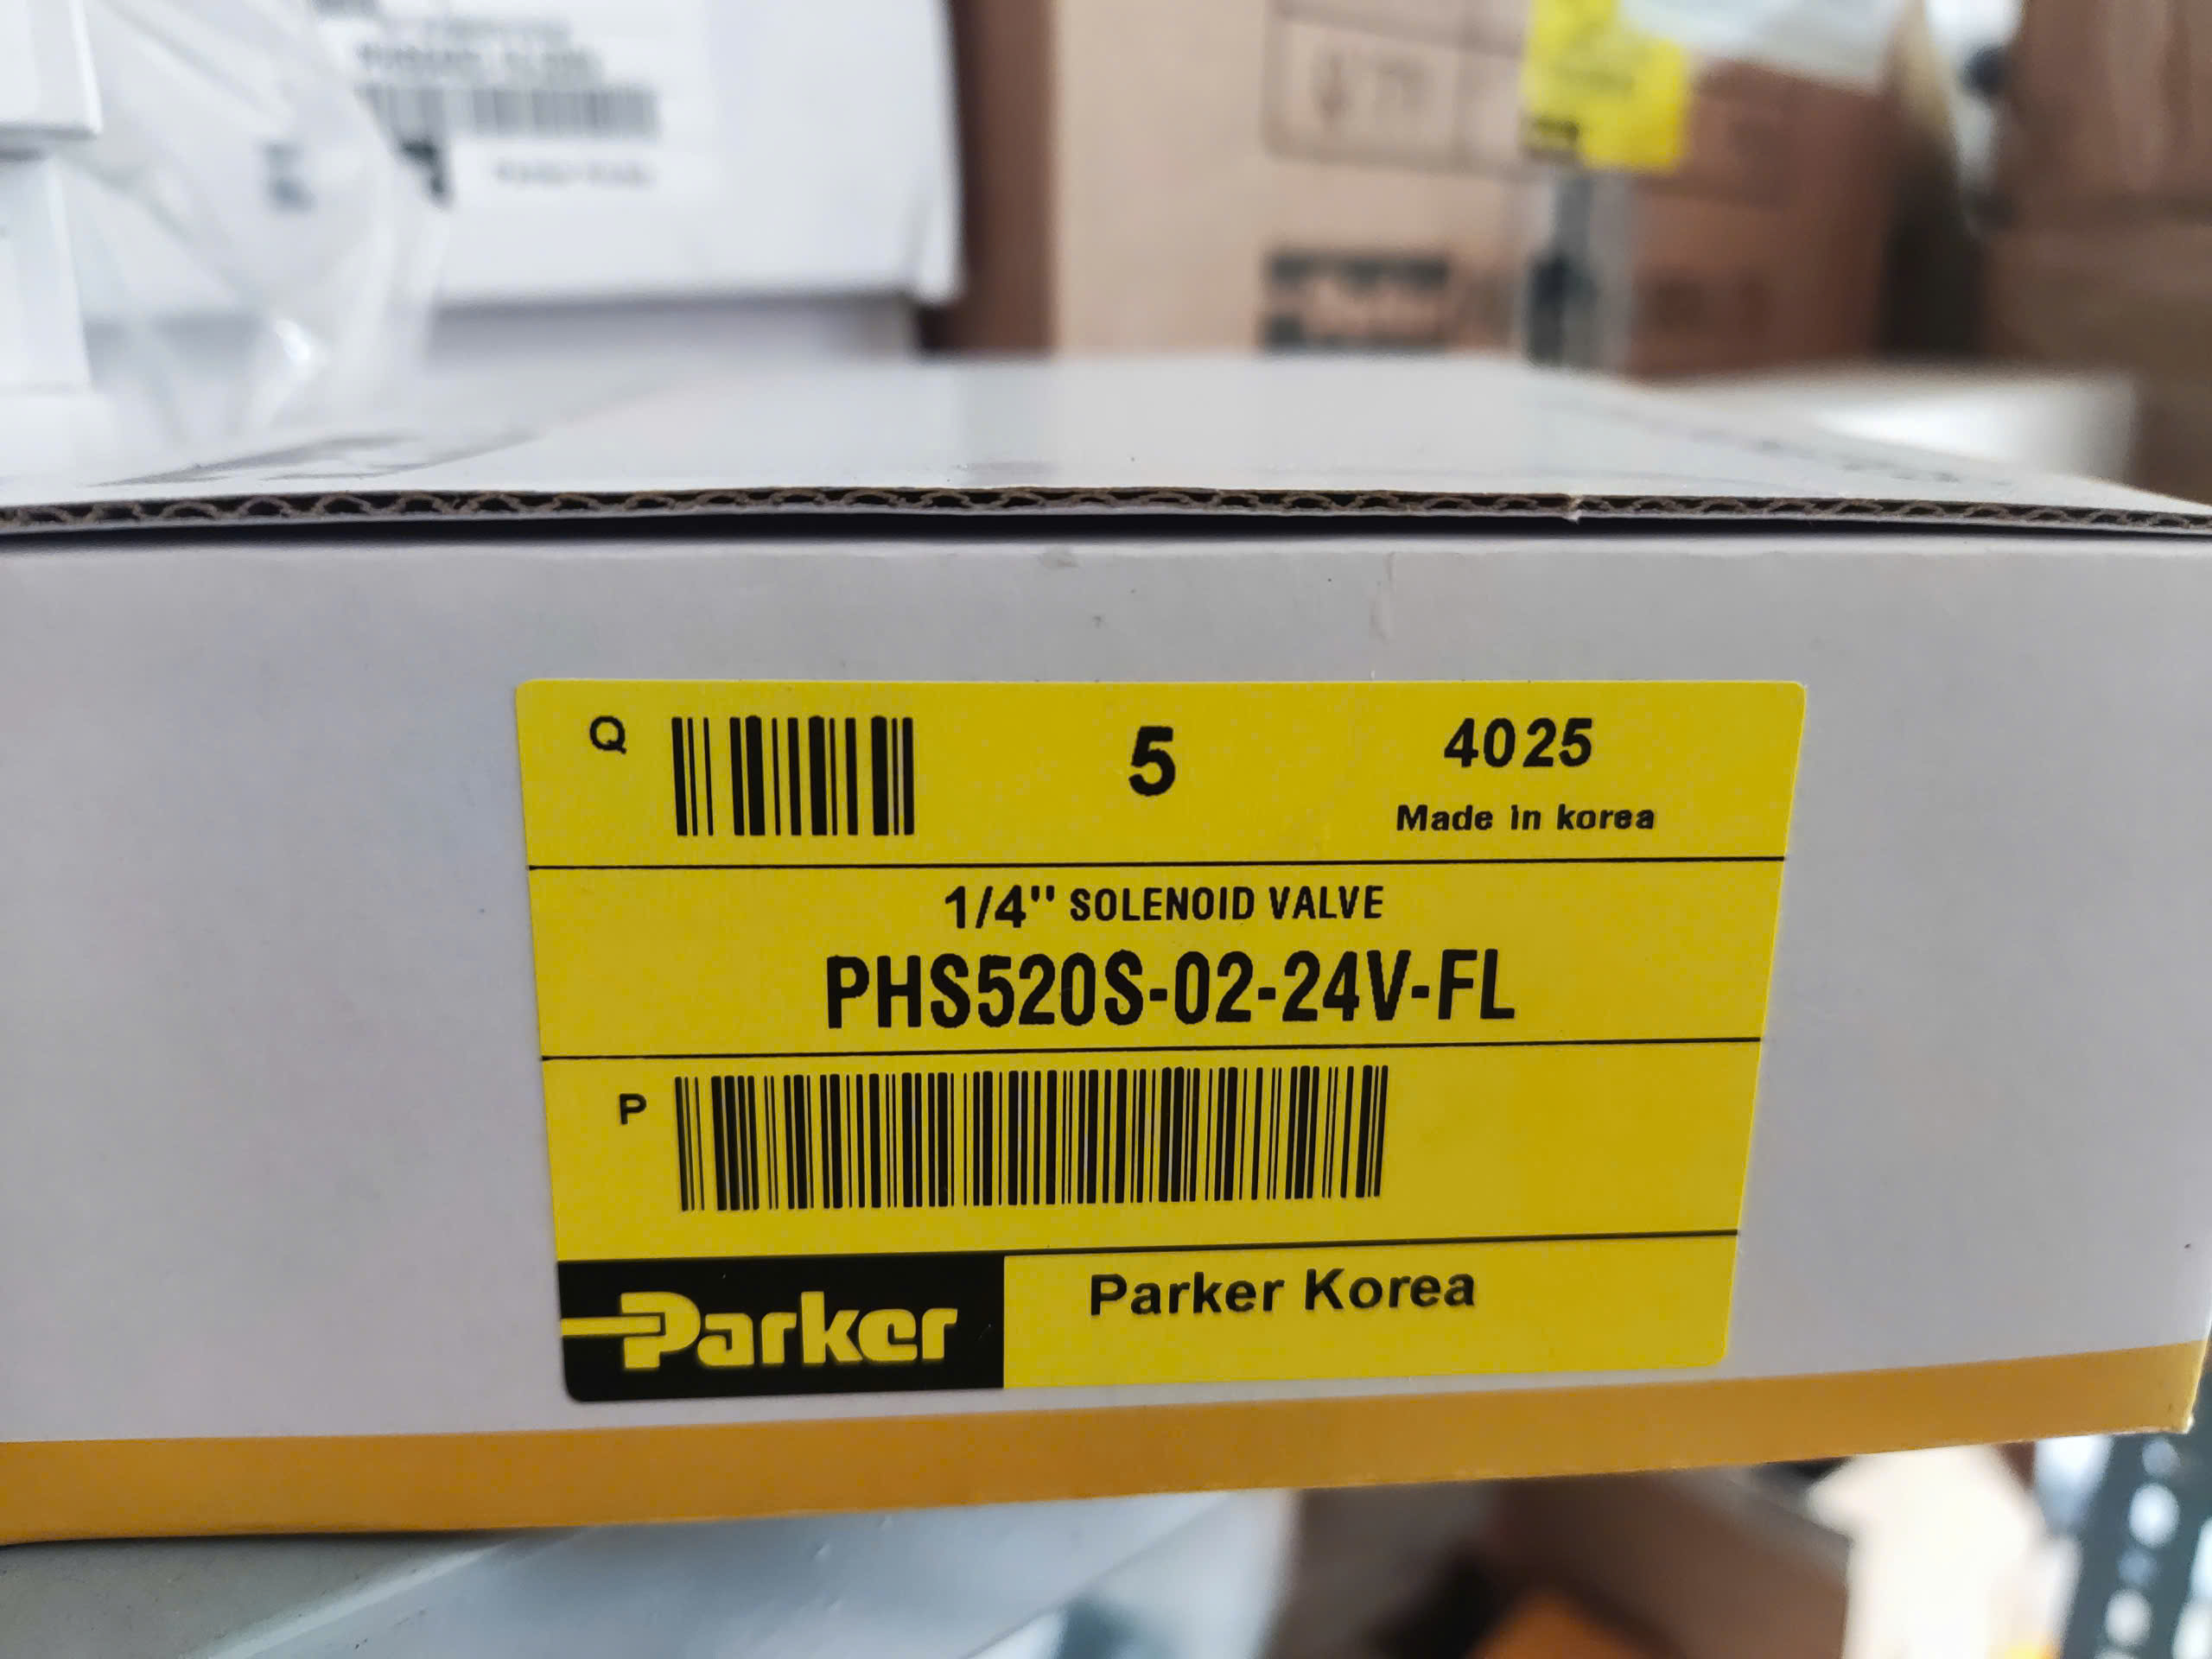 Q 5 4025
Made in korea
1/4" SOLENOID VALVE
PHS520S-02-24V-FL
P
Parker Parker Korea